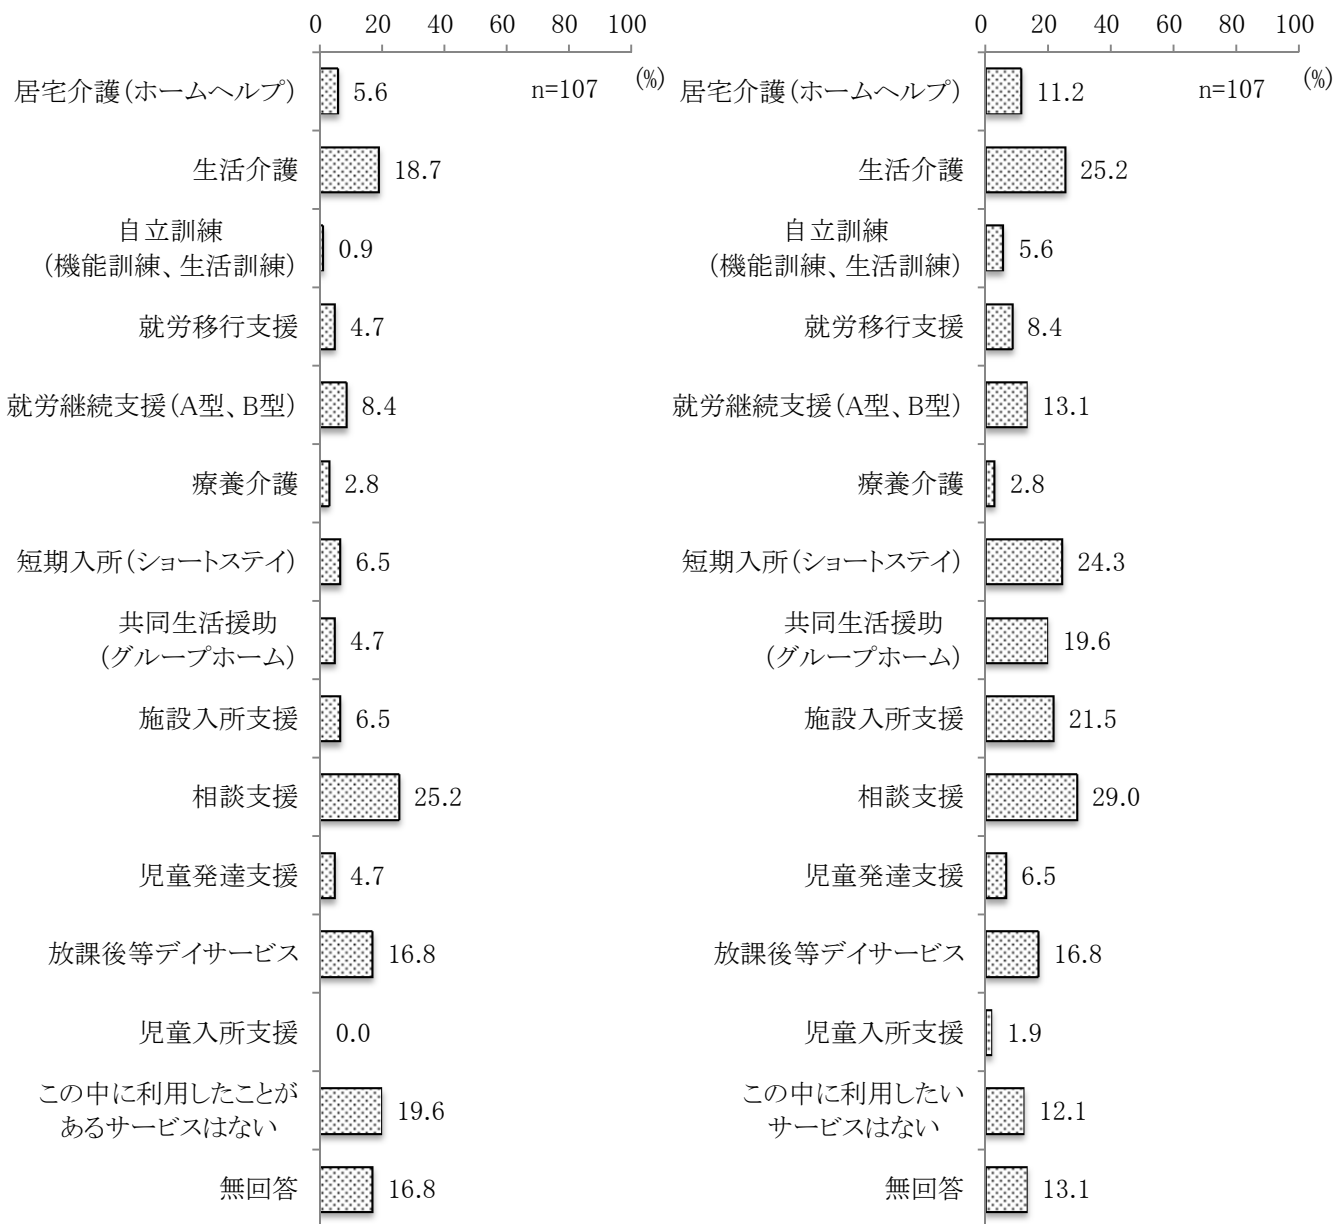 0 20 40 60 80 100
居宅介護(ホームヘルプ) 5.6 n=107 (%)
生活介護 18.7
自立訓練
(機能訓練、生活訓練) 0.9
就労移行支援 4.7
就労継続支援(A型、B型) 8.4
療養介護 2.8
短期入所(ショートステイ) 6.5
共同生活援助
(グループホーム) 4.7
施設入所支援 6.5
相談支援 25.2
児童発達支援 4.7
放課後等デイサービス 16.8
児童入所支援 0.0
この中に利用したことが
あるサービスはない 19.6
無回答 16.8
0 20 40 60 80 100
居宅介護(ホームヘルプ) 11.2 n=107 (%)
生活介護 25.2
自立訓練
(機能訓練、生活訓練) 5.6
就労移行支援 8.4
就労継続支援(A型、B型) 13.1
療養介護 2.8
短期入所(ショートステイ) 24.3
共同生活援助
(グループホーム) 19.6
施設入所支援 21.5
相談支援 29.0
児童発達支援 6.5
放課後等デイサービス 16.8
児童入所支援 1.9
この中に利用したい
サービスはない 12.1
無回答 13.1